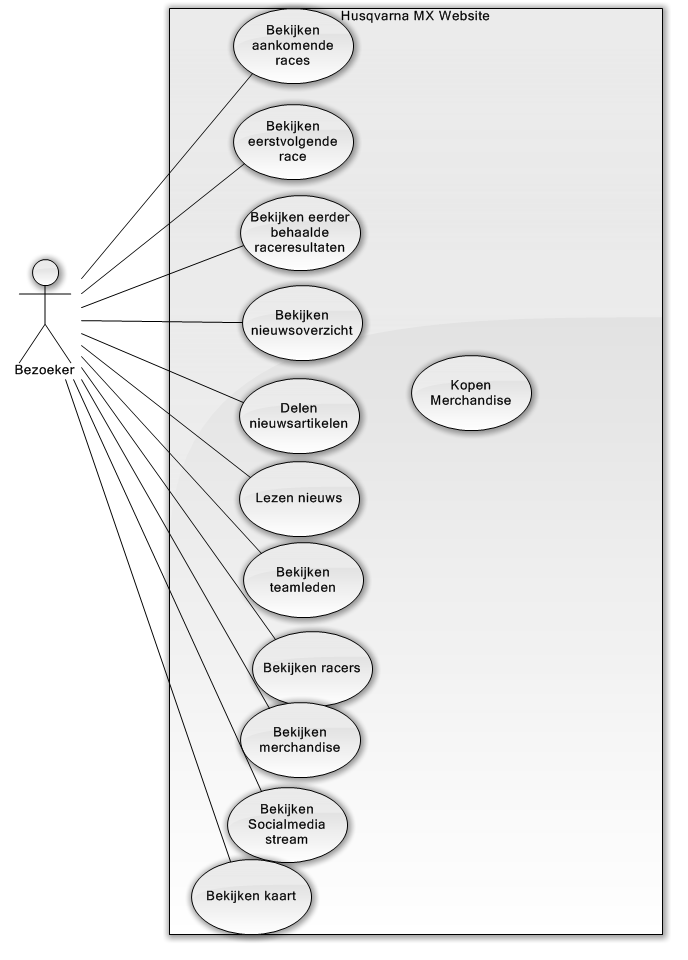 Husqvarna MX Website
Bekijken
aankomende
races
Bekijken
eerstvolgende
race
Bekijken eerder
behaalde
raceresultaten
Bekijken
nieuwsoverzicht
Bezoeker
Delen
nieuwsartikelen
Kopen
Merchandise
Lezen nieuws
Bekijken
teamleden
Bekijken racers
Bekijken
merchandise
Bekijken
Socialmedia
stream
Bekijken kaart